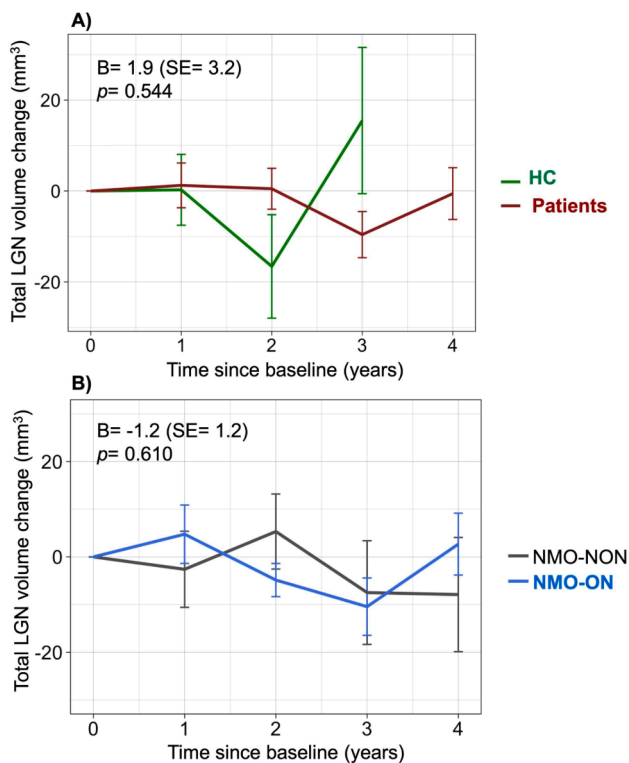 A)
B= 1.9 (SE= 3.2)
p= 0.544
20
0
-20
Total LGN volume change (mm³)
0 1 2 3 4
Time since baseline (years)
HC
Patients
B)
B= -1.2 (SE= 1.2)
p= 0.610
20
0
-20
Total LGN volume change (mm³)
0 1 2 3 4
Time since baseline (years)
NMO-NON
NMO-ON